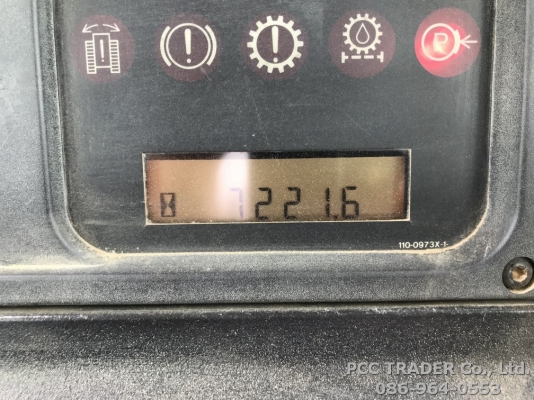 P
7221.6
110-0973X-1
PCC TRADER Co., Ltd.
086-964-0553